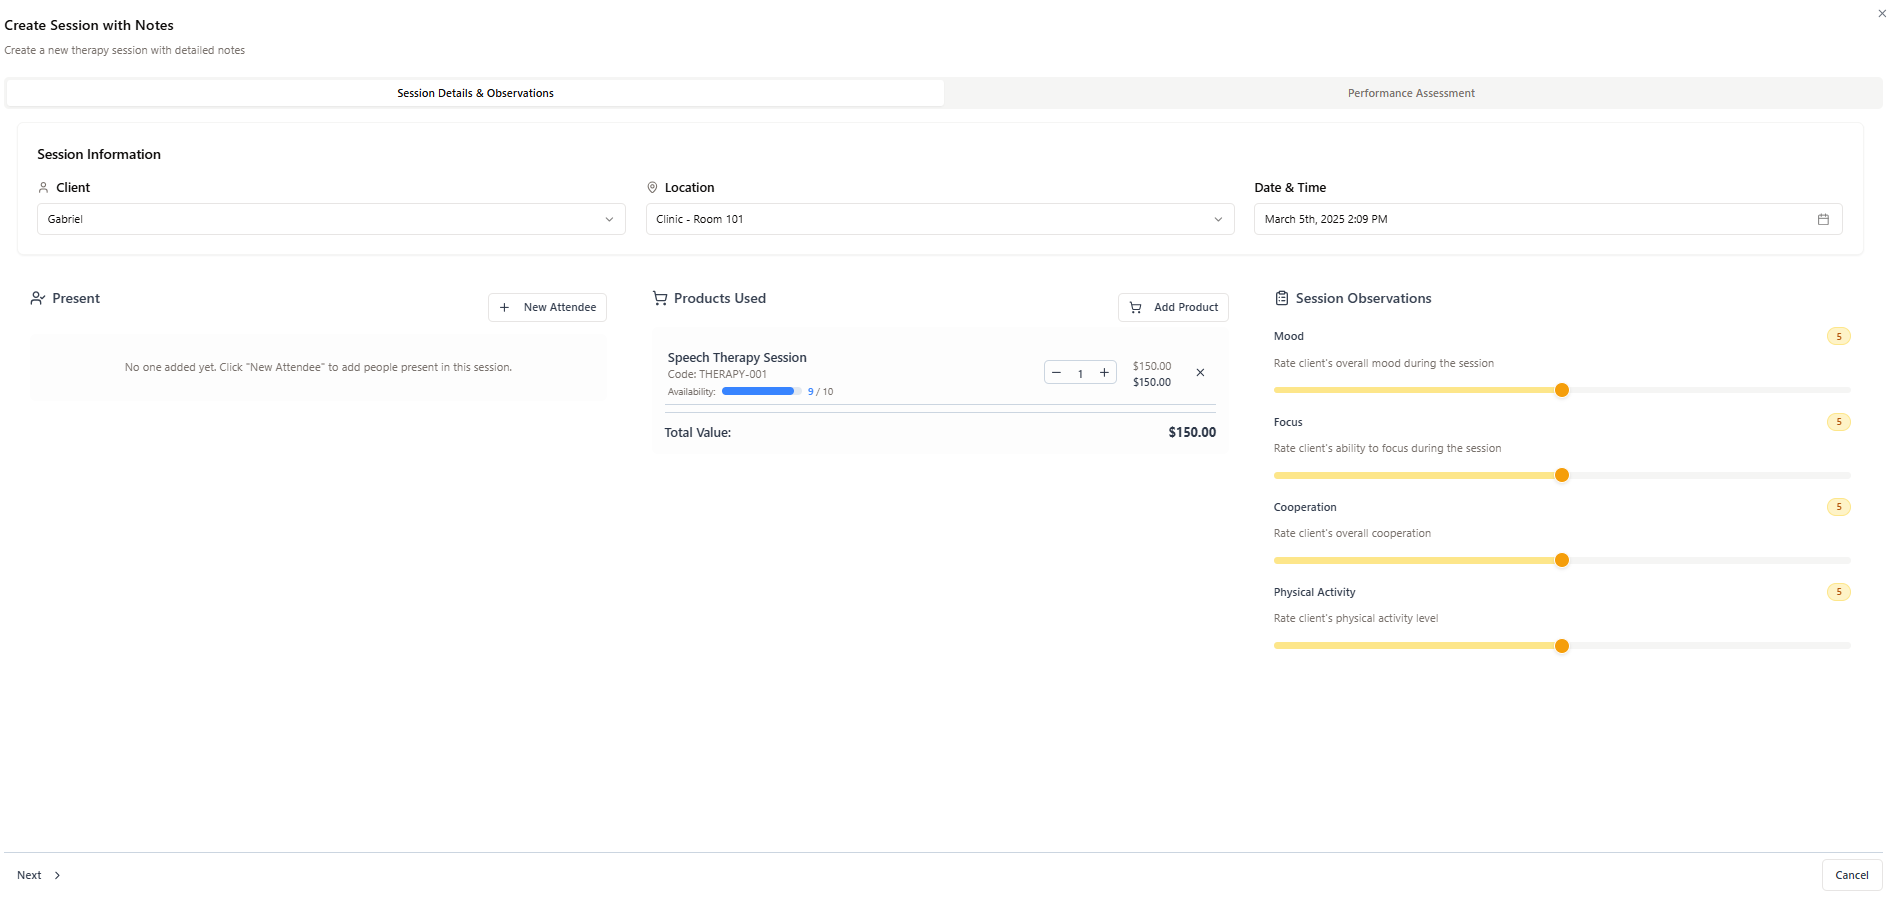 Create Session with Notes
Create a new therapy session with detailed notes
Session Details & Observations
Performance Assessment
Session Information
Client
Gabriel
Location
Clinic - Room 101
Date & Time
March 5th, 2025 2:09 PM
Present
New Attendee
No one added yet. Click "New Attendee" to add people present in this session.
Products Used
Add Product
Speech Therapy Session
Code: THERAPY-001
Availability: 9 / 10
1
$150.00
$150.00
Total Value: $150.00
Session Observations
Mood 5
Rate client's overall mood during the session
Focus 5
Rate client's ability to focus during the session
Cooperation 5
Rate client's overall cooperation
Physical Activity 5
Rate client's physical activity level
Next
Cancel